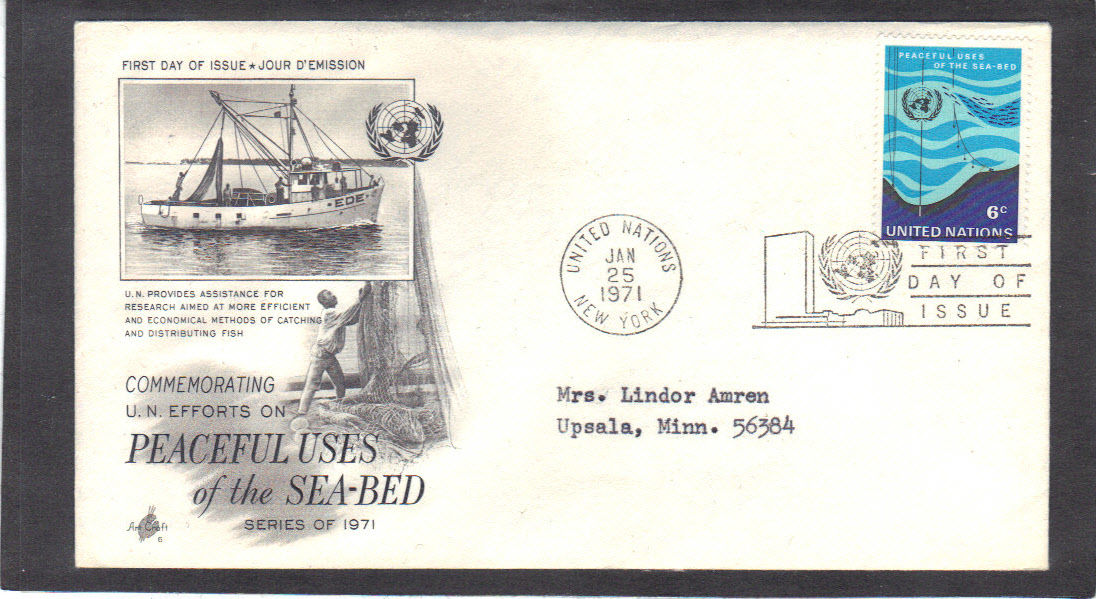 FIRST DAY OF ISSUE ★ JOUR D'EMISSION
EDE
U.N. PROVIDES ASSISTANCE FOR
RESEARCH AIMED AT MORE EFFICIENT
AND ECONOMICAL METHODS OF CATCHING
AND DISTRIBUTING FISH
COMMEMORATING
U.N. EFFORTS ON
PEACEFUL USES
of the SEA-BED
SERIES OF 1971
Art Craft
6
UNITED NATIONS
JAN
25
1971
NEW YORK
PEACEFUL USES
OF THE SEA-BED
6c
UNITED NATIONS
FIRST
DAY OF
ISSUE
Mrs. Lindor Amren
Upsala, Minn. 56384